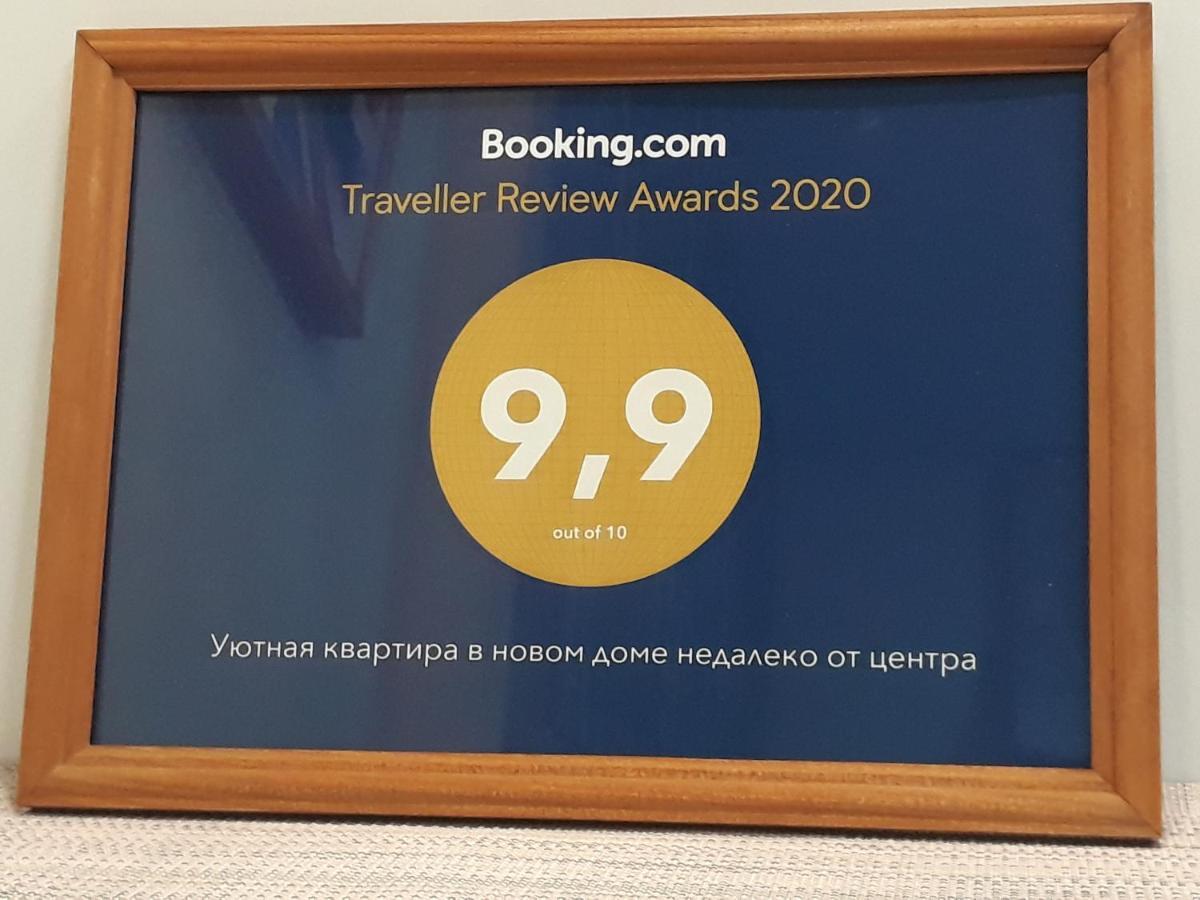 Booking.com
Traveller Review Awards 2020
9,9
out of 10
Уютная квартира в новом доме недалеко от центра